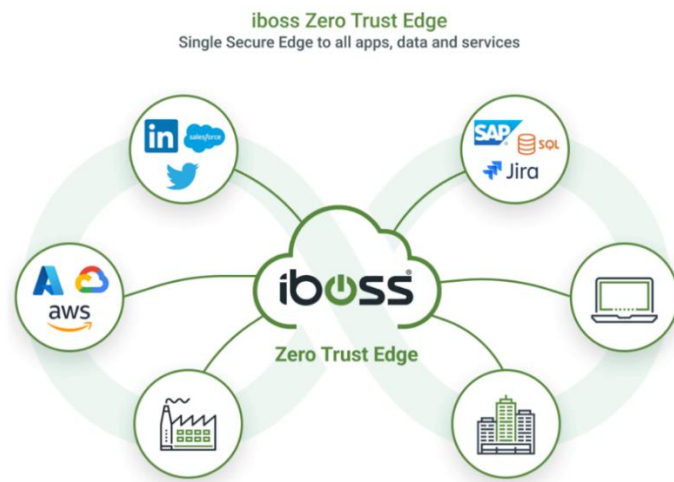 iboss Zero Trust Edge
Single Secure Edge to all apps, data and services
in
salesforce
SAP
SQL
Jira
aws
iboss®
Zero Trust Edge